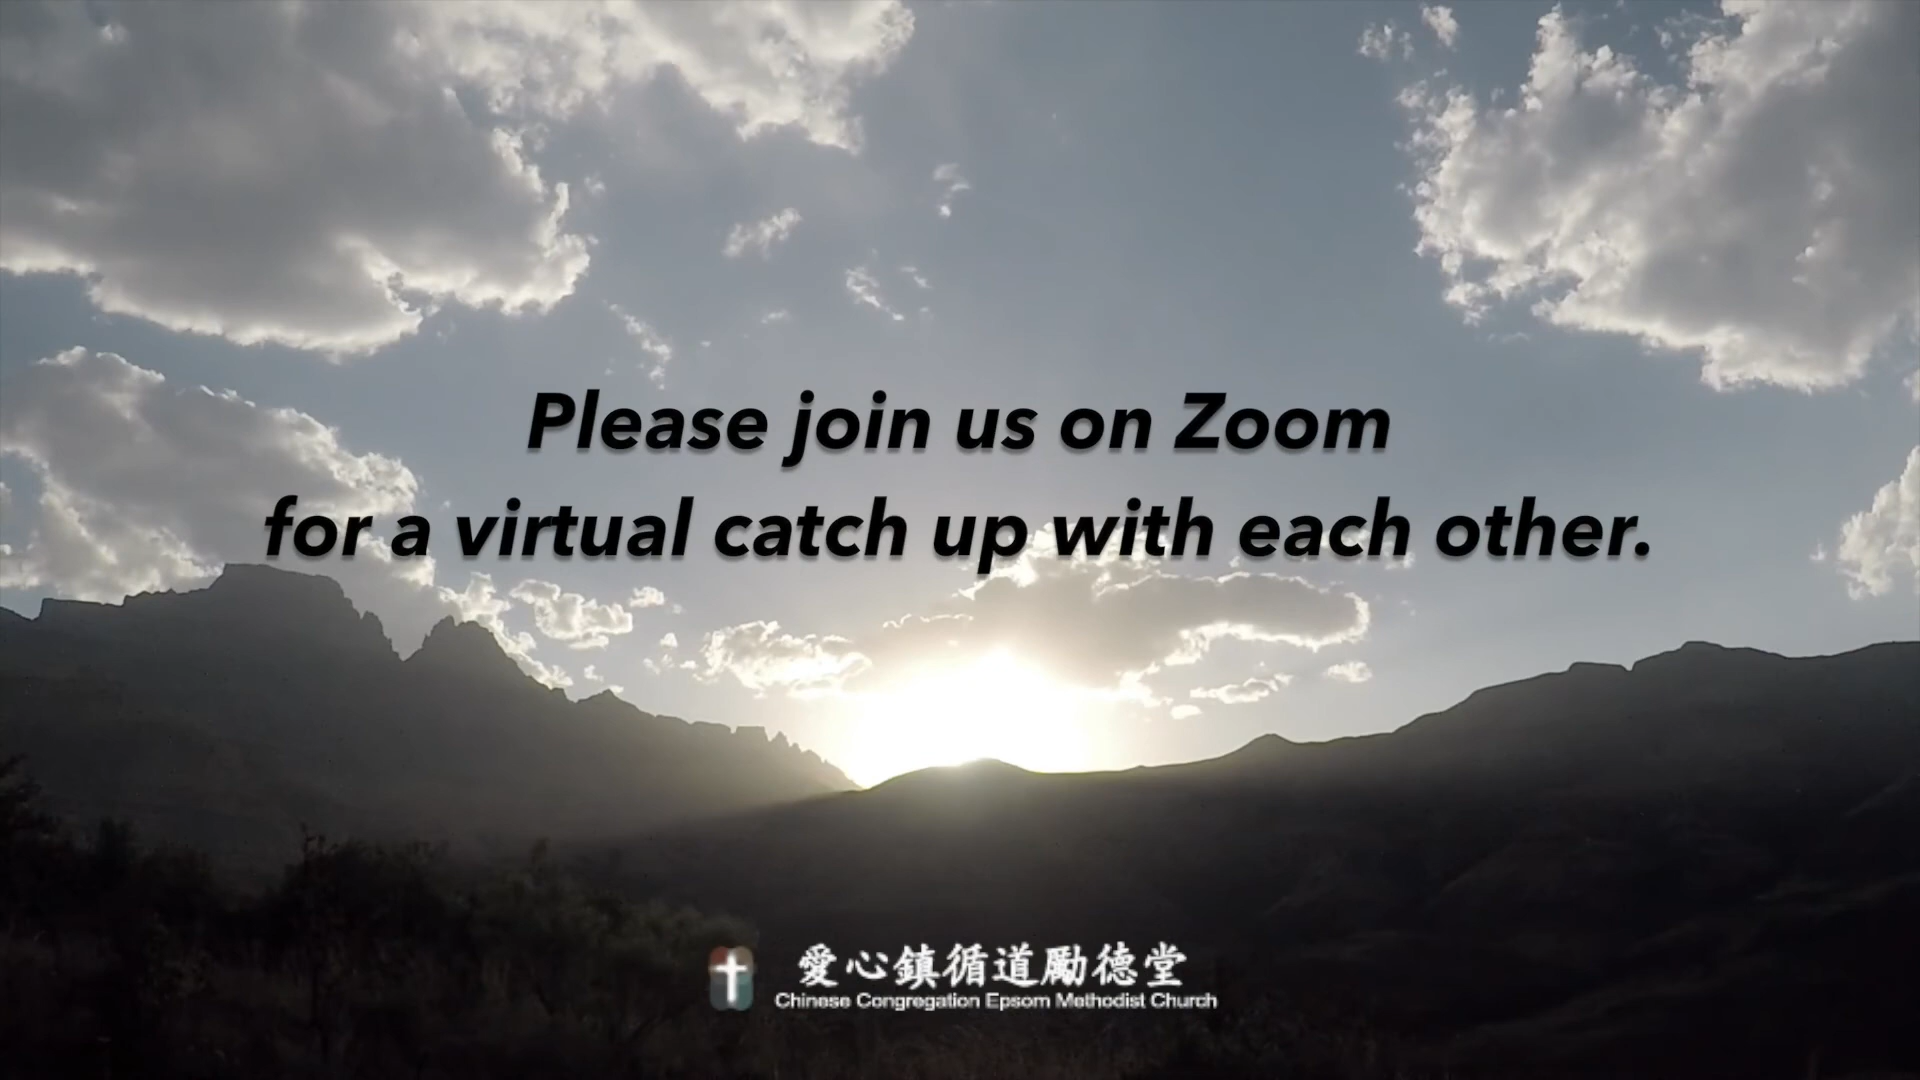 Please join us on Zoom
for a virtual catch up with each other.
愛心鎮循道勵德堂
Chinese Congregation Epsom Methodist Church